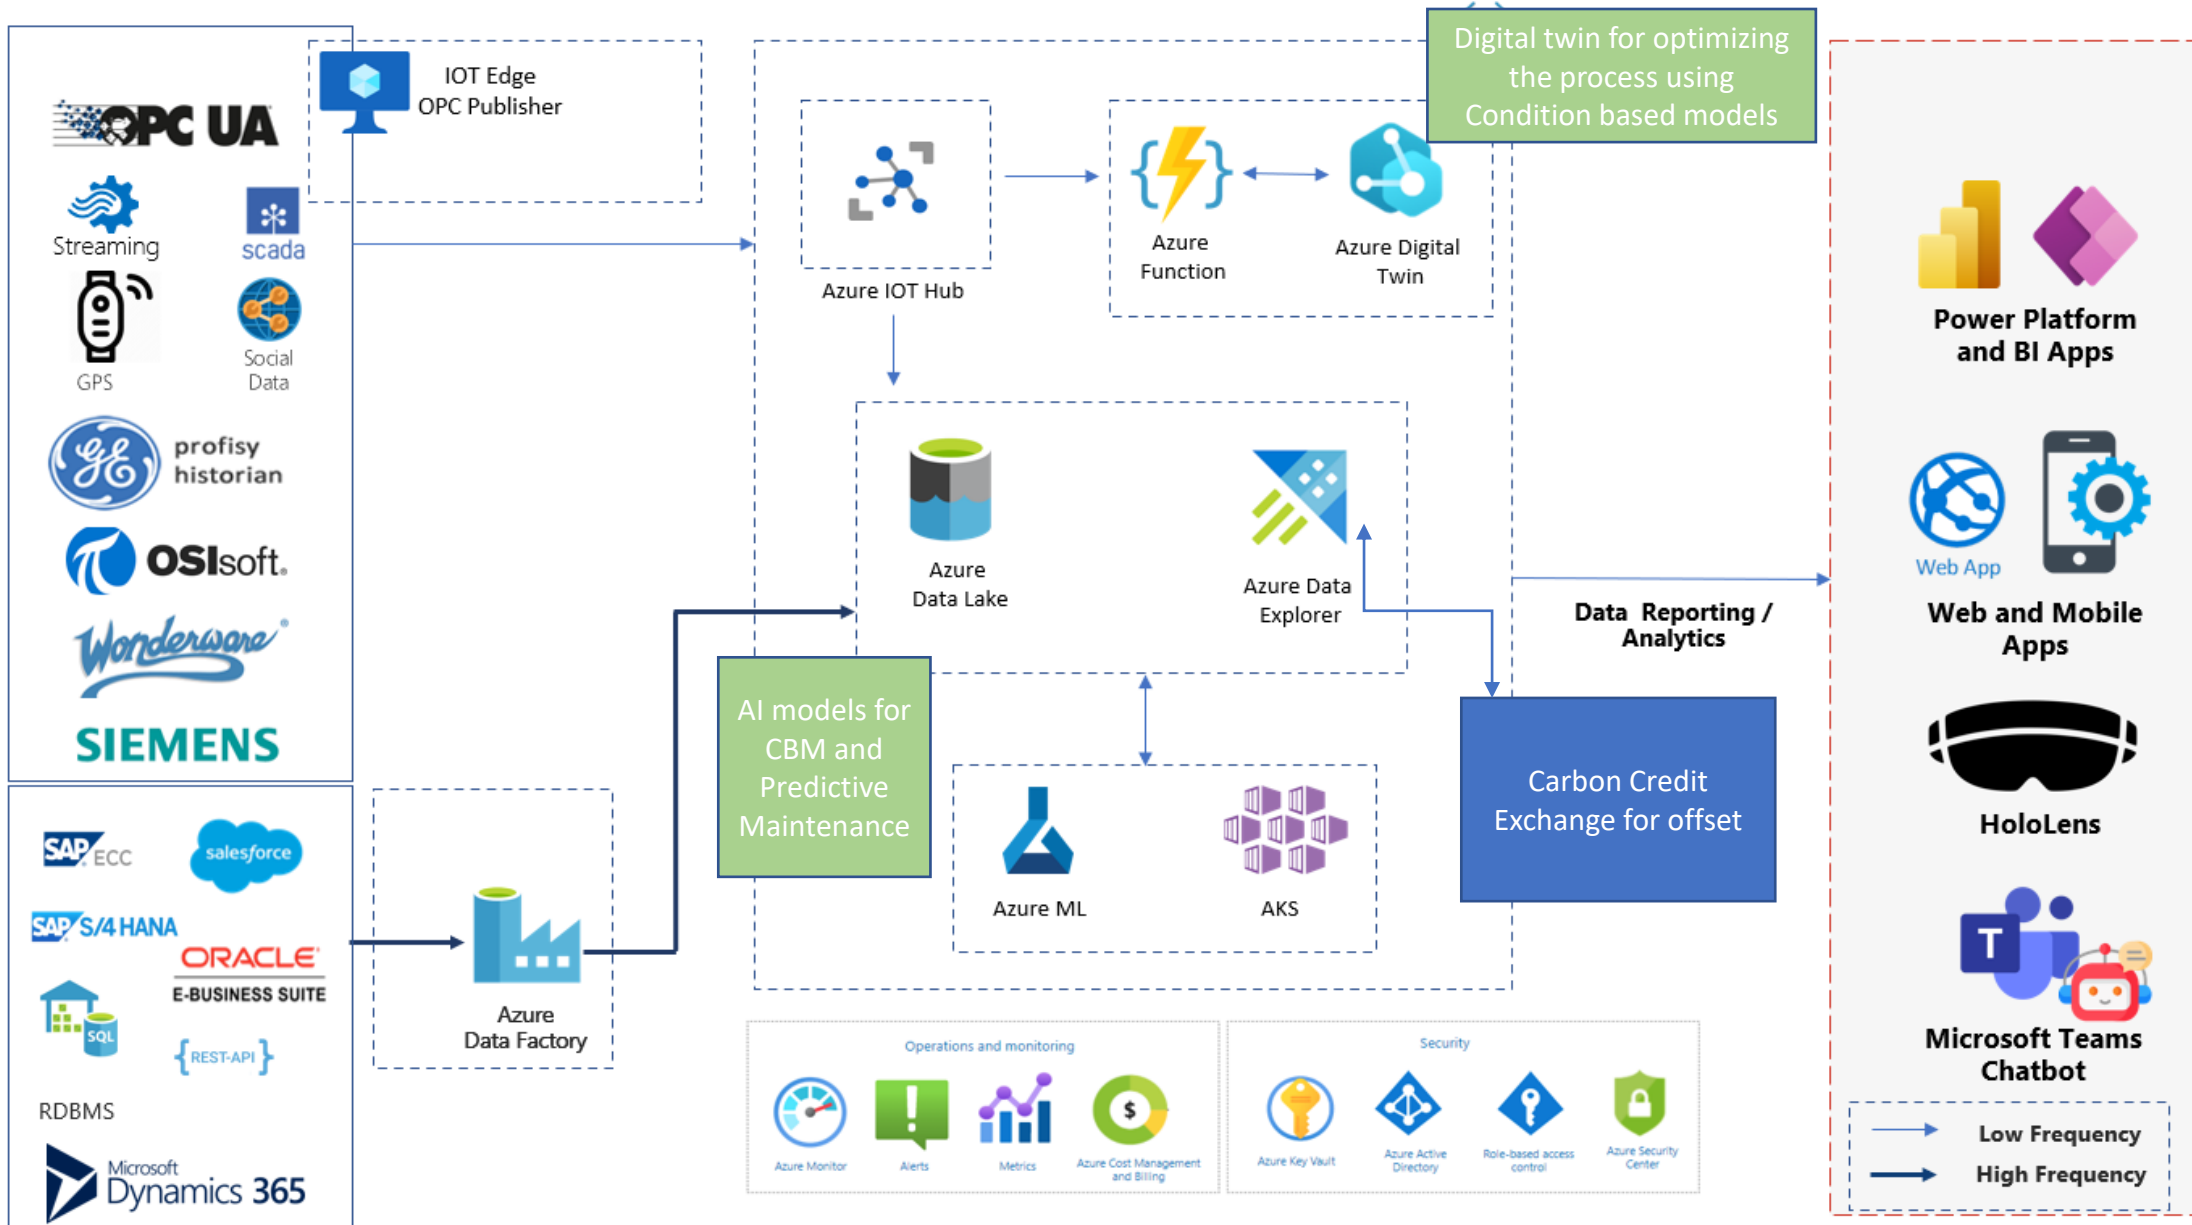 OPC UA
Streaming
scada
GPS
Social
Data
GE
profisy
historian
OSIsoft.
Wonderware®
SIEMENS
SAP ECC
salesforce
SAP S/4 HANA
ORACLE
E-BUSINESS SUITE
SQL
{REST-API}
RDBMS
Microsoft
Dynamics 365
IOT Edge
OPC Publisher
Azure
Data Factory
Azure IOT Hub
Azure
Function
Azure Digital
Twin
Digital twin for optimizing
the process using
Condition based models
Azure
Data Lake
Azure Data
Explorer
AI models for
CBM and
Predictive
Maintenance
Azure ML
AKS
Carbon Credit
Exchange for offset
Data Reporting /
Analytics
Operations and monitoring
Azure Monitor
Alerts
Metrics
$
Azure Cost Management
and Billing
Security
Azure Key Vault
Azure Active
Directory
Role-based access
control
Azure Security
Center
Power Platform
and BI Apps
Web App
Web and Mobile
Apps
HoloLens
T
Microsoft Teams
Chatbot
Low Frequency
High Frequency